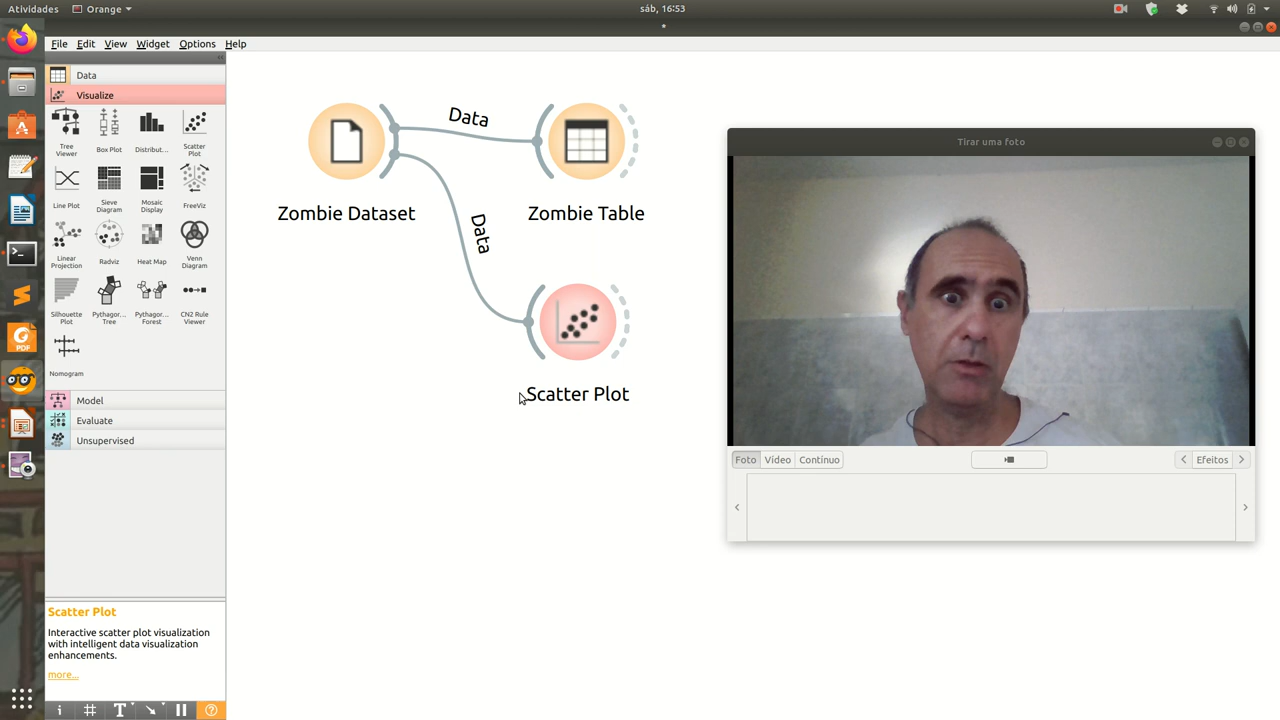 Atividades
Orange
sáb, 16:53
File Edit View Widget Options Help
Data
Visualize
Tree Viewer
Box Plot
Distribut...
Scatter Plot
Line Plot
Sieve Diagram
Mosaic Display
FreeViz
Linear Projection
Radviz
Heat Map
Venn Diagram
Silhouette Plot
Pythagor... Tree
Pythagor... Forest
CN2 Rule Viewer
Nomogram
Model
Evaluate
Unsupervised
Scatter Plot
Interactive scatter plot visualization
with intelligent data visualization
enhancements.
more...
Data
Zombie Dataset
Zombie Table
Data
Scatter Plot
Tirar uma foto
Foto Vídeo Contínuo
Efeitos
PDF